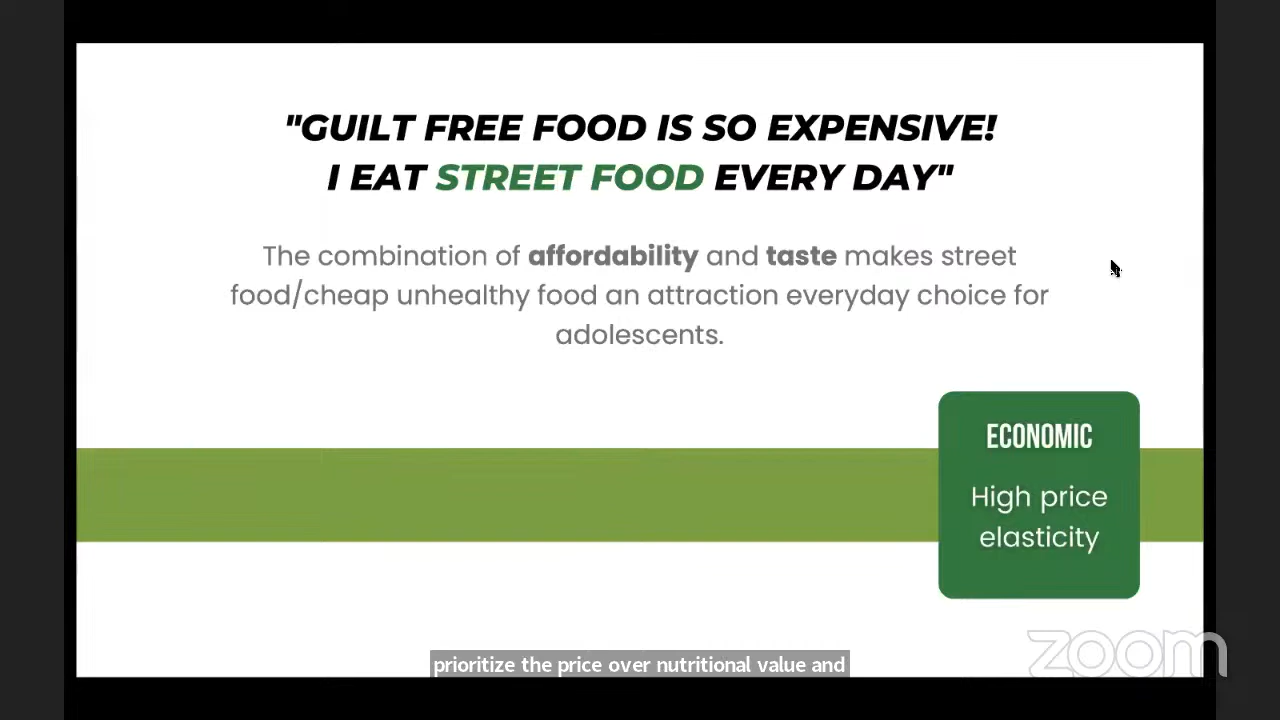 "GUILT FREE FOOD IS SO EXPENSIVE!
I EAT STREET FOOD EVERY DAY"
The combination of affordability and taste makes street
food/cheap unhealthy food an attraction everyday choice for
adolescents.
ECONOMIC
High price
elasticity
zoom
prioritize the price over nutritional value and